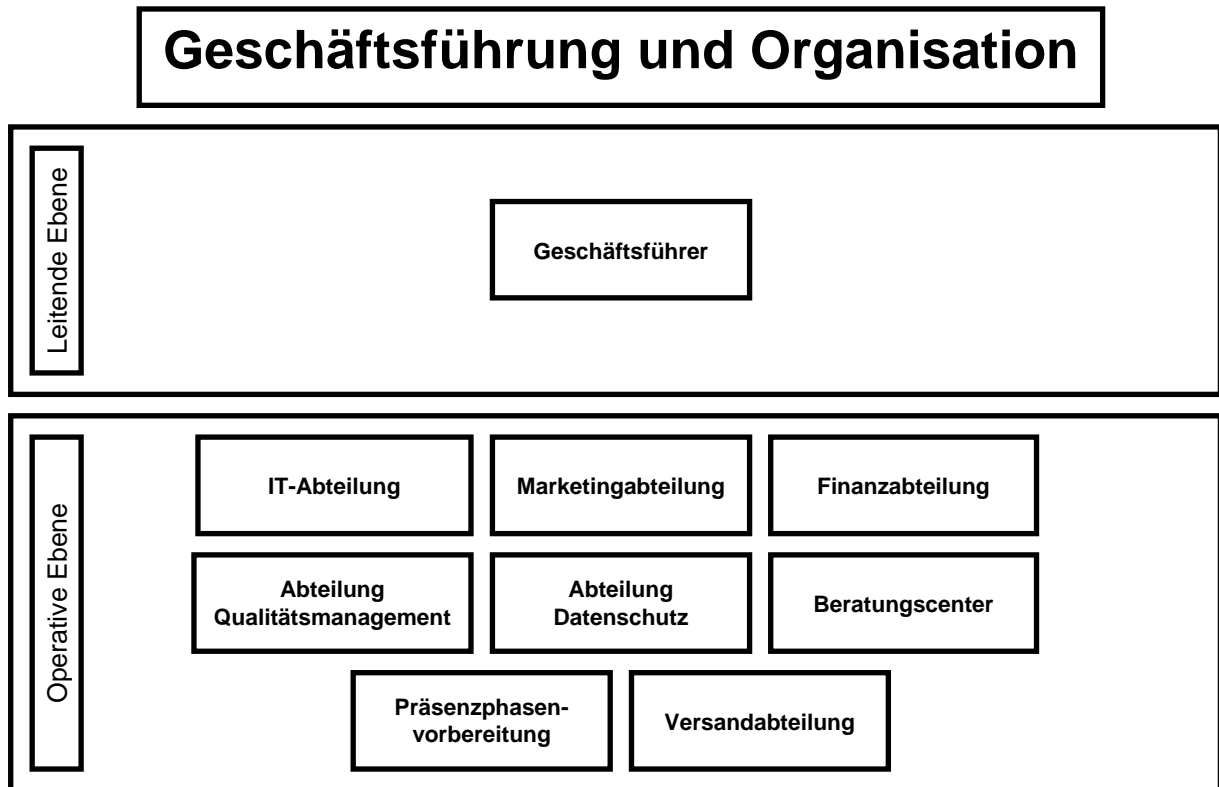 Geschäftsführung und Organisation
Leitende Ebene
Geschäftsführer
Operative Ebene
IT-Abteilung
Marketingabteilung
Finanzabteilung
Abteilung
Qualitätsmanagement
Abteilung
Datenschutz
Beratungscenter
Präsenzphasen-
vorbereitung
Versandabteilung